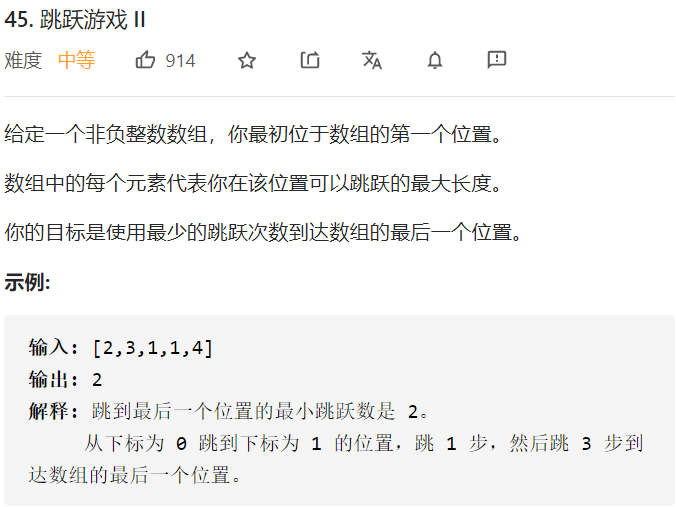 45. 跳跃游戏 II
难度 中等 914
给定一个非负整数数组，你最初位于数组的第一个位置。
数组中的每个元素代表你在该位置可以跳跃的最大长度。
你的目标是使用最少的跳跃次数到达数组的最后一个位置。
示例:
输入: [2,3,1,1,4]
输出: 2
解释: 跳到最后一个位置的最小跳跃数是 2。
从下标为 0 跳到下标为 1 的位置，跳 1 步，然后跳 3 步到
达数组的最后一个位置。